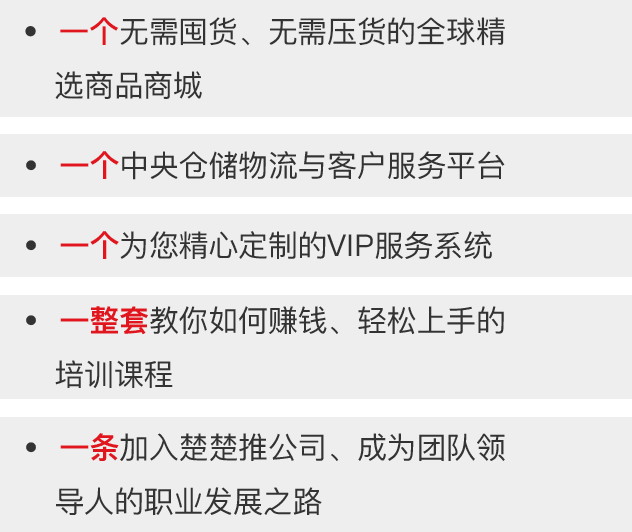 • 一个无需囤货、无需压货的全球精
选商品商城
• 一个中央仓储物流与客户服务平台
• 一个为您精心定制的VIP服务系统
• 一整套教你如何赚钱、轻松上手的
培训课程
• 一条加入楚楚推公司、成为团队领
导人的职业发展之路